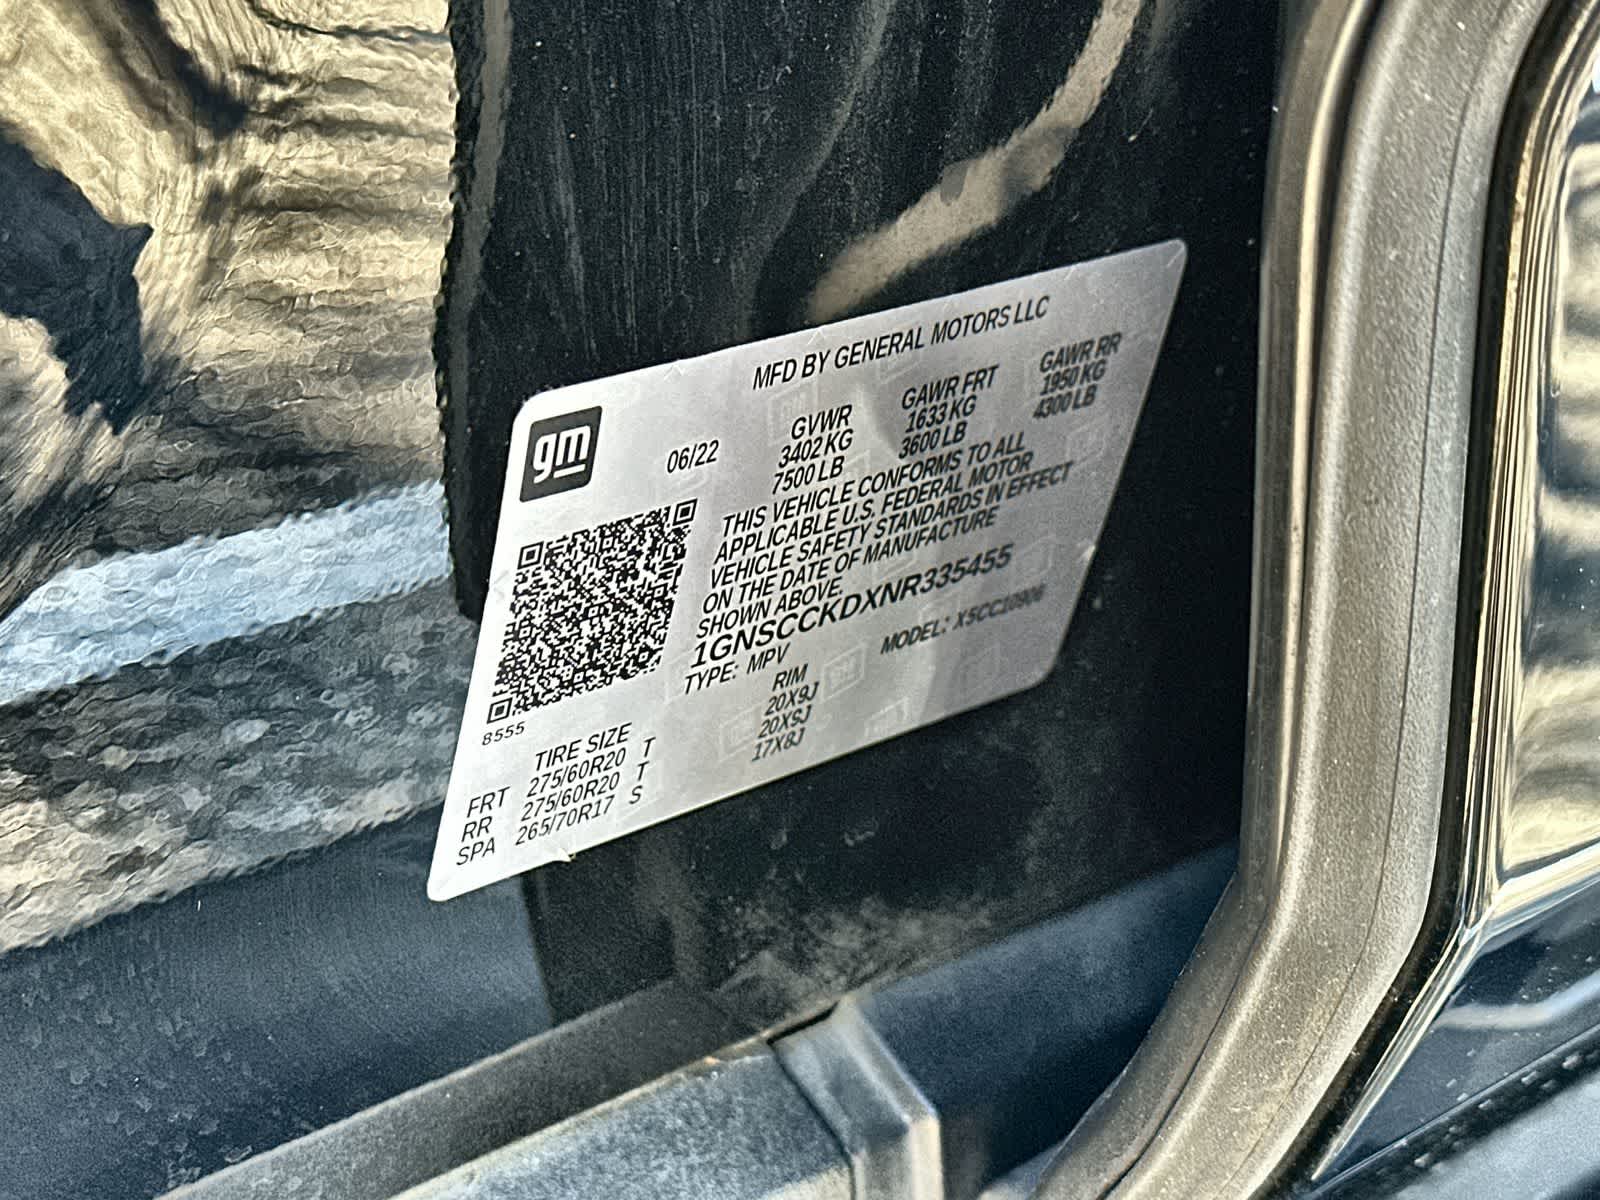 MFD BY GENERAL MOTORS LLC
gm
06/22
GVWR GAWR FRT GAWR RR
3402 KG 1633 KG 1950 KG
7500 LB 3600 LB 4300 LB
THIS VEHICLE CONFORMS TO ALL
APPLICABLE U.S. FEDERAL MOTOR
VEHICLE SAFETY STANDARDS IN EFFECT
ON THE DATE OF MANUFACTURE
SHOWN ABOVE.
1GNSCCKDXNR335455
TYPE: MPV MODEL: X5CC10906
8555
TIRE SIZE RIM
FRT 275/60R20 T 20X9J
RR 275/60R20 T 20X9J
SPA 265/70R17 S 17X8J